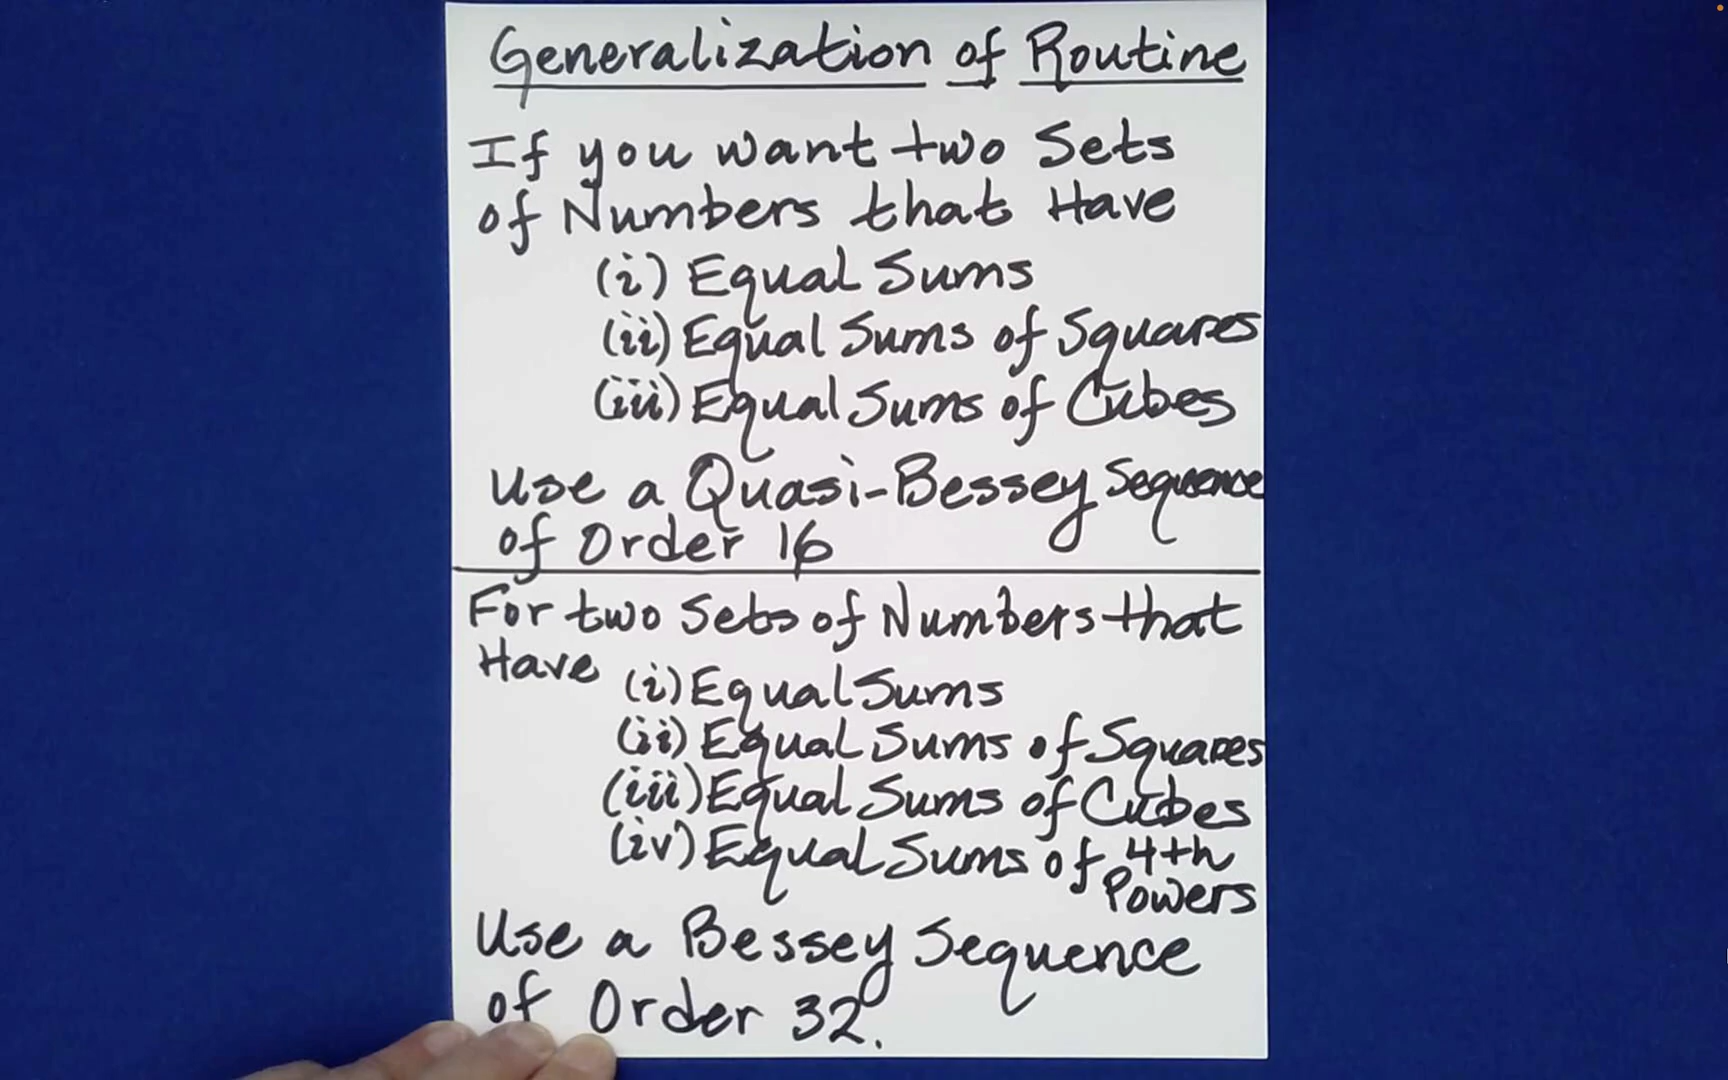 Generalization of Routine
If you want two Sets
of Numbers that Have
(i) Equal Sums
(ii) Equal Sums of Squares
(iii) Equal Sums of Cubes
Use a Quasi-Bessey Sequence
of Order 16
For two Sets of Numbers that
Have
(i) Equal Sums
(ii) Equal Sums of Squares
(iii) Equal Sums of Cubes
(iv) Equal Sums of 4th
Powers
Use a Bessey Sequence
of Order 32.